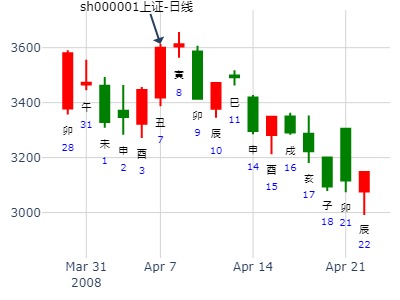 sh000001上证-日线
3600
3400
3200
3000
卯
28
午
31
未
1
申
2
酉
3
丑
7
寅
8
卯
9
辰
10
巳
11
申
14
酉
15
戌
16
亥
17
子
18
卯
21
辰
22
Mar 31
2008
Apr 7
Apr 14
Apr 21